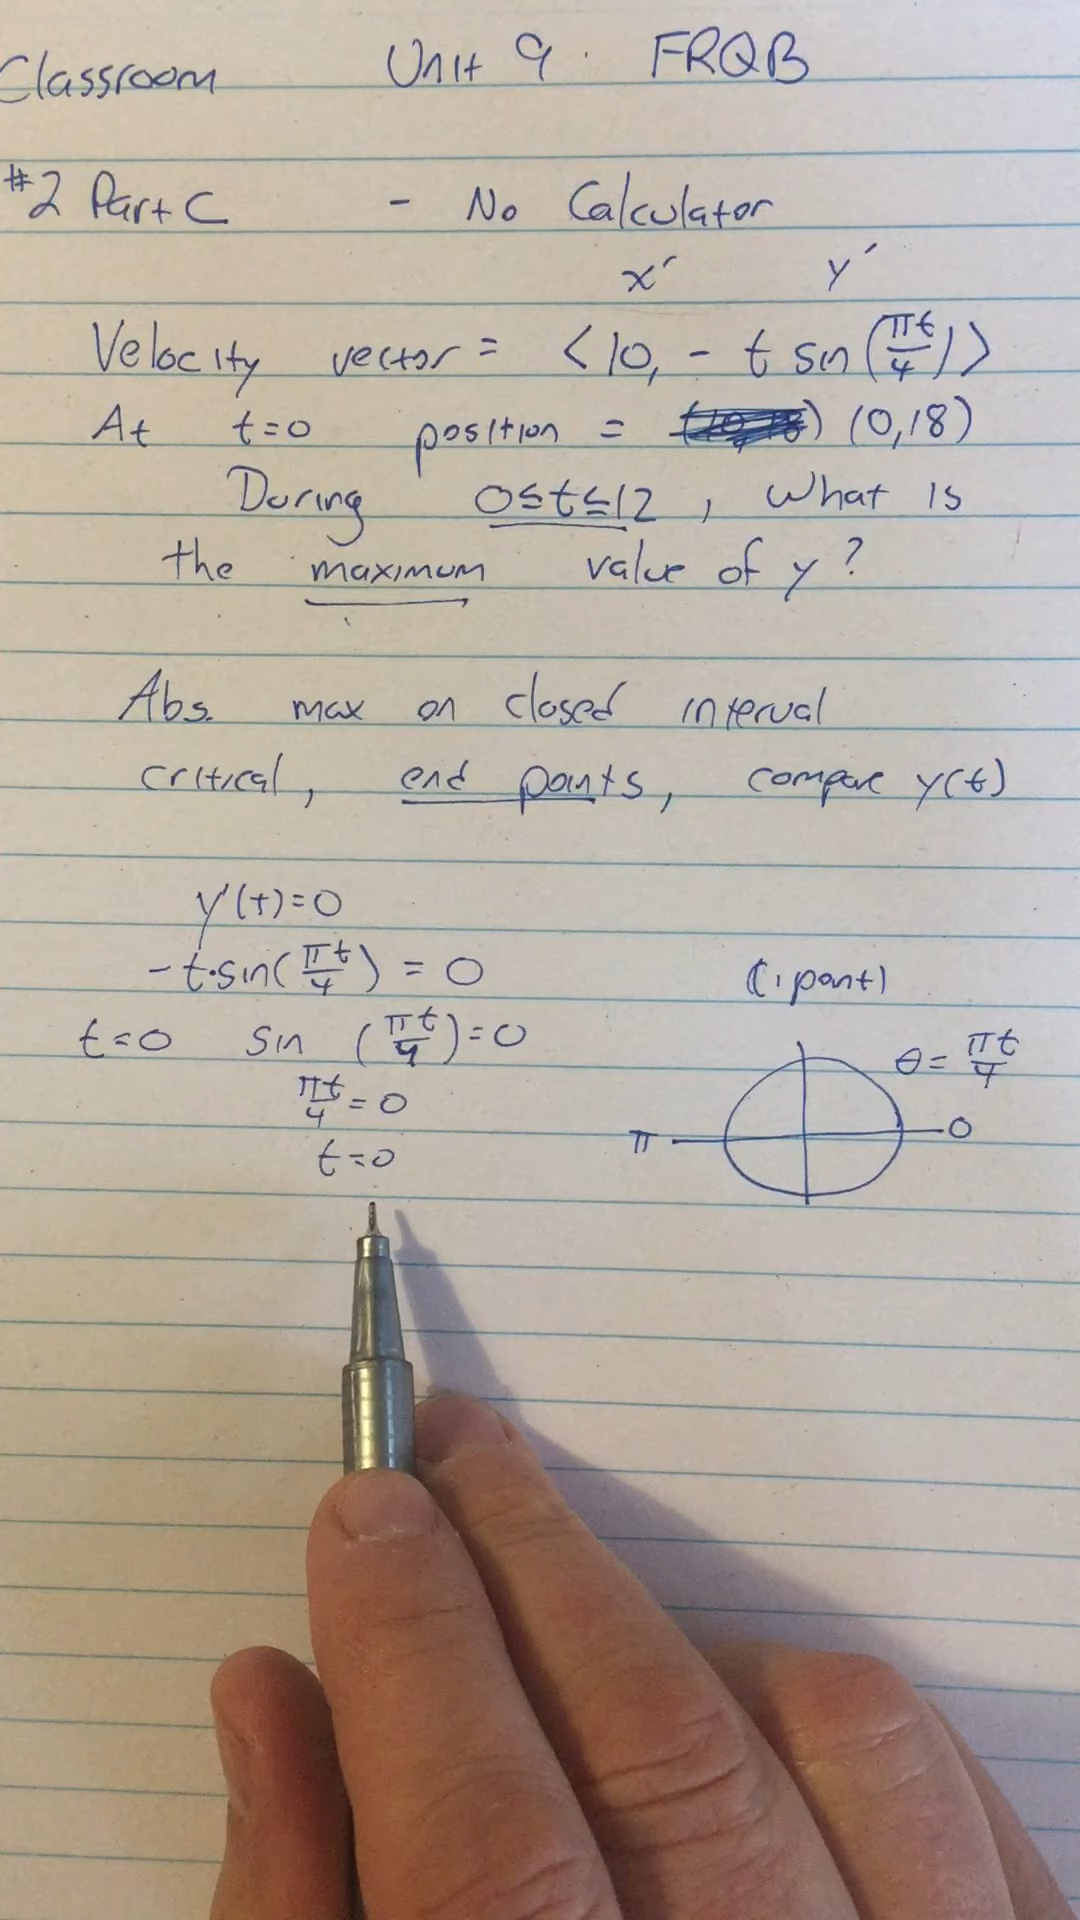 Classroom Unit 9. FRQB
#2 Part C - No Calculator
x′ y′
Velocity vector = <10, - t sin(πt/4)>
At t=0 position = (0,18)
During 0≤t≤12, What is
the maximum value of y?
Abs. max on closed interval
critical, end points, compare y(t)
y'(t)=0
-t·sin(πt/4) = 0
(1 point)
t=0 sin (πt/4)=0
θ= πt/4
πt/4 = 0
π 0
t=0